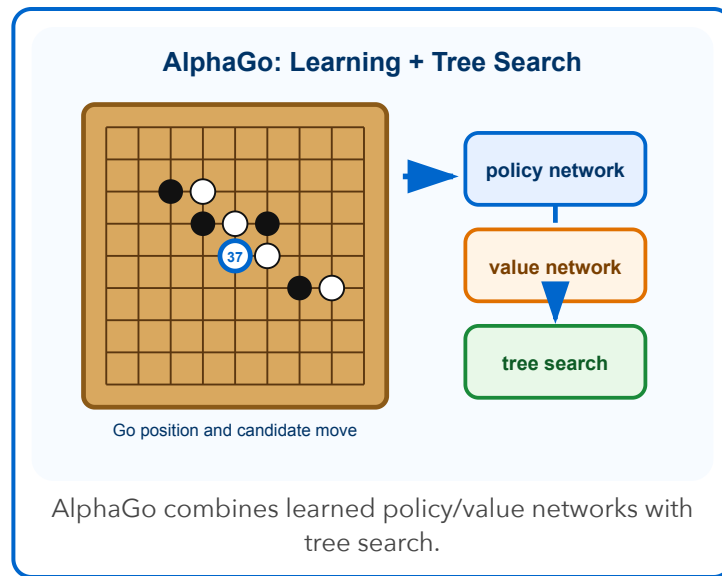 AlphaGo: Learning + Tree Search
37
Go position and candidate move
policy network
value network
tree search
AlphaGo combines learned policy/value networks with
tree search.